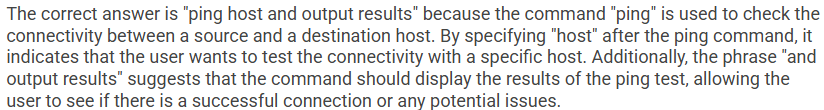 The correct answer is "ping host and output results" because the command "ping" is used to check the
connectivity between a source and a destination host. By specifying "host" after the ping command, it
indicates that the user wants to test the connectivity with a specific host. Additionally, the phrase "and
output results" suggests that the command should display the results of the ping test, allowing the
user to see if there is a successful connection or any potential issues.